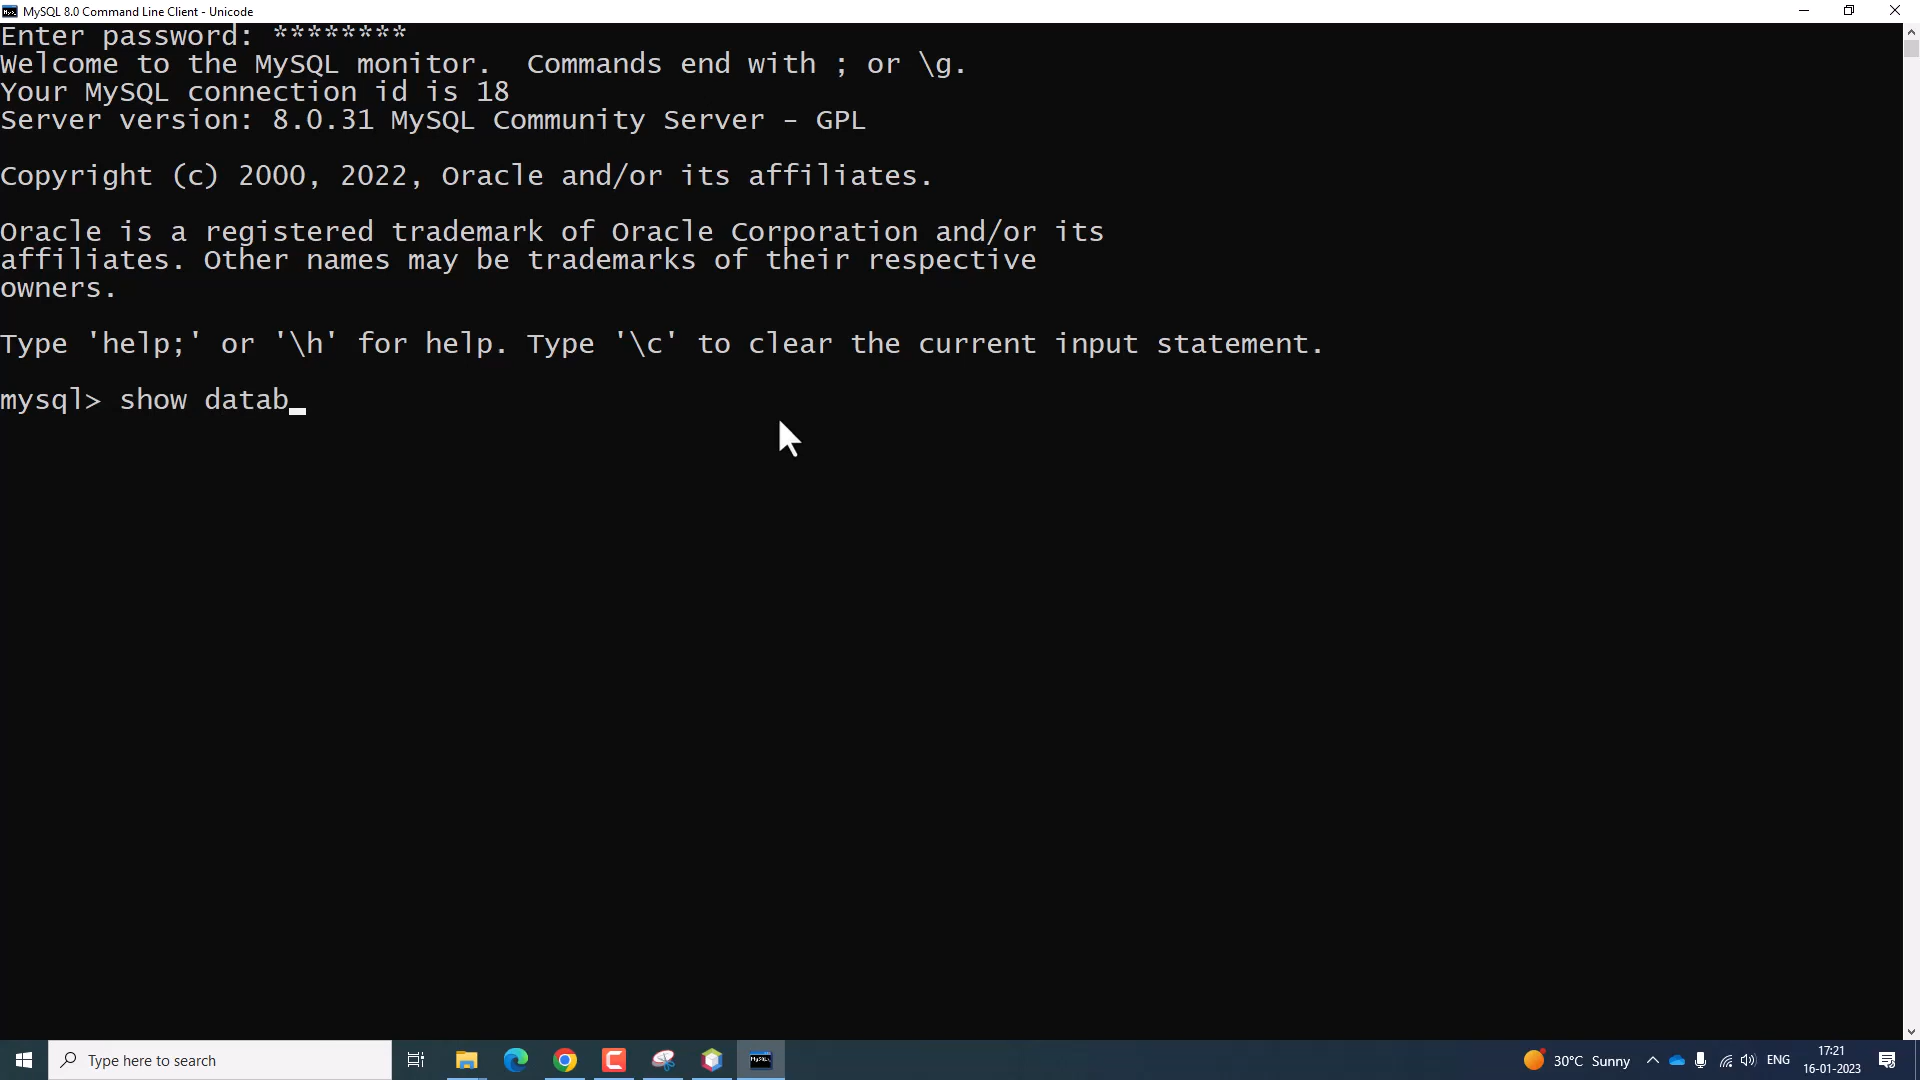 MySQL 8.0 Command Line Client - Unicode
Enter password: ********
Welcome to the MySQL monitor.  Commands end with ; or \g.
Your MySQL connection id is 18
Server version: 8.0.31 MySQL Community Server - GPL
Copyright (c) 2000, 2022, Oracle and/or its affiliates.
Oracle is a registered trademark of Oracle Corporation and/or its
affiliates. Other names may be trademarks of their respective
owners.
Type 'help;' or '\h' for help. Type '\c' to clear the current input statement.
mysql> show datab_
Type here to search
30°C Sunny
ENG
17:21
16-01-2023